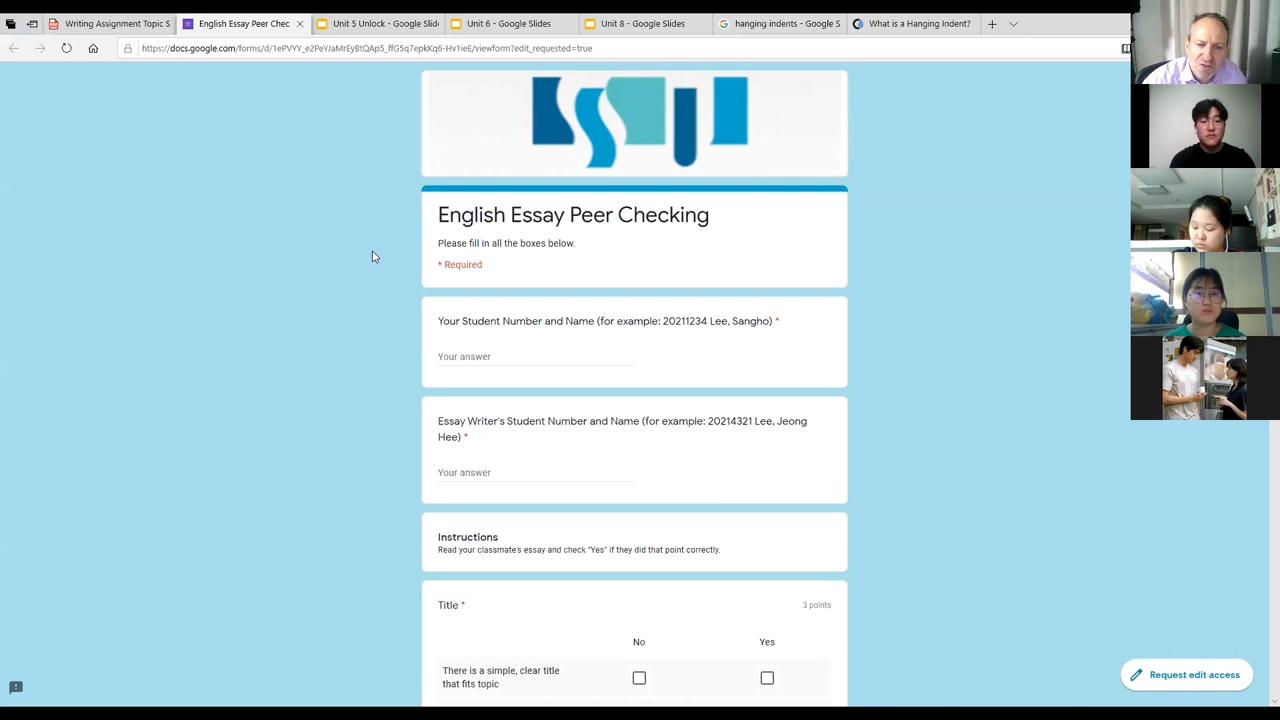 Writing Assignment Topic S
English Essay Peer Chec
Unit 5 Unlock - Google Slid
Unit 6 - Google Slides
Unit 8 - Google Slides
hanging indents - Google S
What is a Hanging Indent?
https://docs.google.com/forms/d/1ePVYY_e2PeYJaMrEyBtQAp5_ffG5q7epkKq6-Hv1ieE/viewform?edit_requested=true
English Essay Peer Checking
Please fill in all the boxes below.
* Required
Your Student Number and Name (for example: 20211234 Lee, Sangho) *
Your answer
Essay Writer's Student Number and Name (for example: 20214321 Lee, Jeong
Hee) *
Your answer
Instructions
Read your classmate's essay and check "Yes" if they did that point correctly.
Title *
3 points
No
Yes
There is a simple, clear title
that fits topic
Request edit access